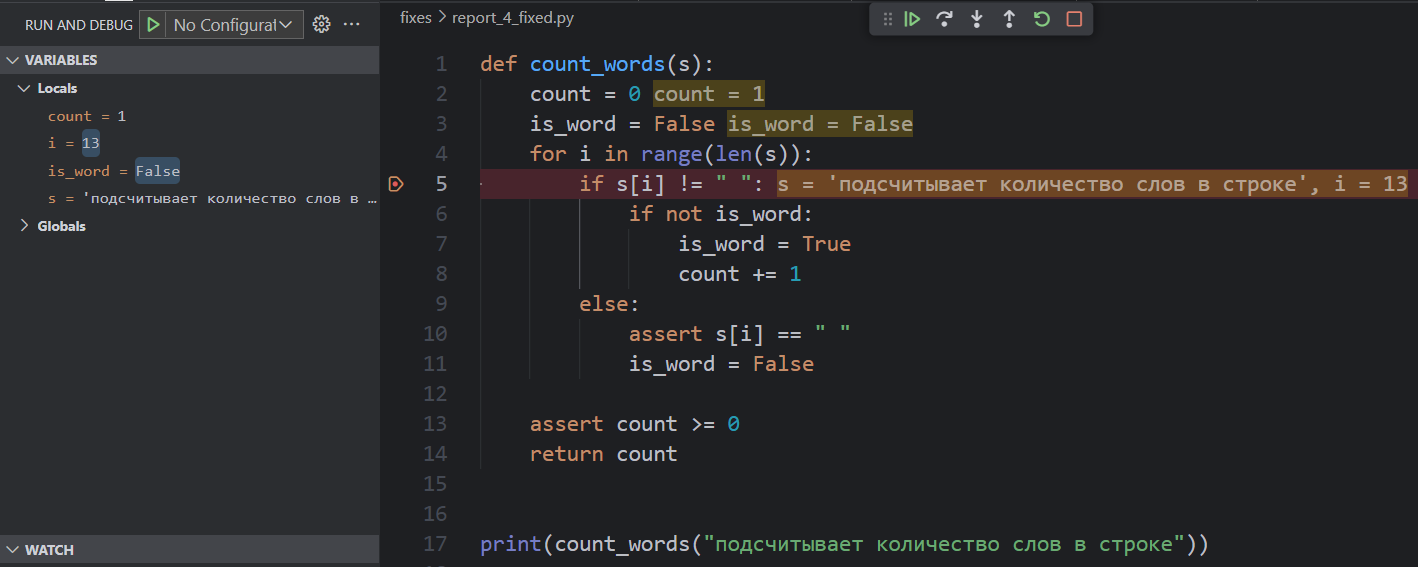 RUN AND DEBUG No Configurat
fixes > report_4_fixed.py
VARIABLES
Locals
count = 1
i = 13
is_word = False
s = 'подсчитывает количество слов в …
Globals
WATCH
1 def count_words(s):
2 count = 0 count = 1
3 is_word = False is_word = False
4 for i in range(len(s)):
5 if s[i] != " ": s = 'подсчитывает количество слов в строке', i = 13
6 if not is_word:
7 is_word = True
8 count += 1
9 else:
10 assert s[i] == " "
11 is_word = False
12
13 assert count >= 0
14 return count
15
16
17 print(count_words("подсчитывает количество слов в строке"))